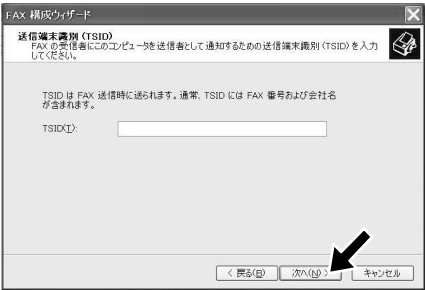 FAX 構成ウィザード
送信端末識別 (TSID)
FAX の受信者にこのコンピュータを送信者として通知するための送信端末識別 (TSID) を入力
してください。
TSID は FAX 送信時に送られます。通常、TSID には FAX 番号および会社名
が含まれます。
TSID(T):
< 戻る(B)
次へ(N) >
キャンセル